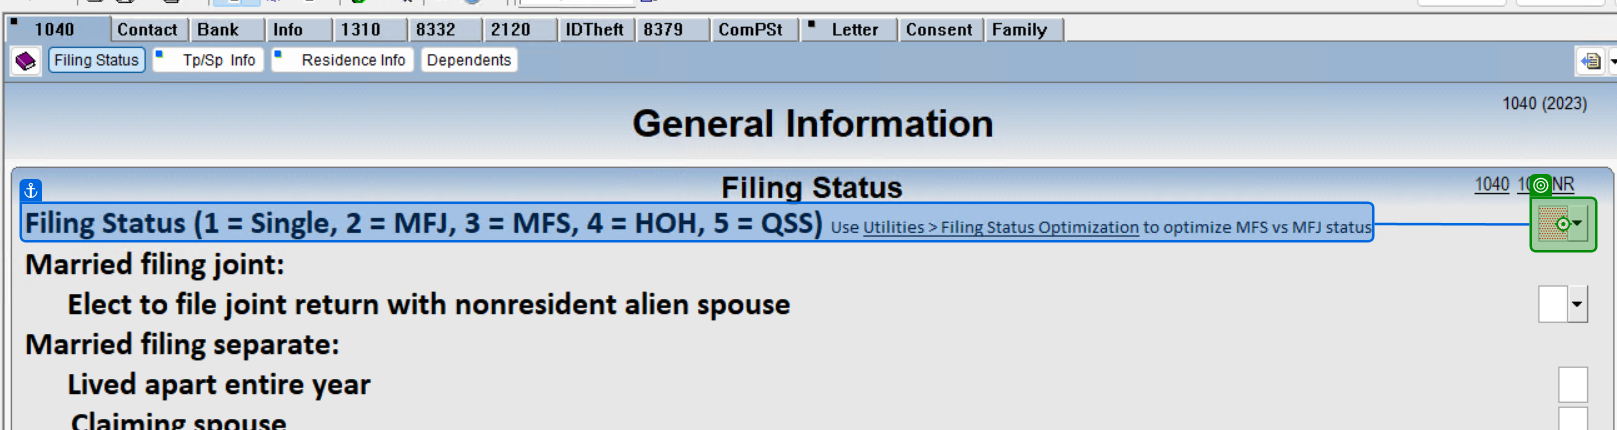 1040 Contact Bank Info 1310 8332 2120 IDTheft 8379 ComPSt Letter Consent Family
Filing Status Tp/Sp Info Residence Info Dependents
1040 (2023)
General Information
Filing Status
1040 NR
Filing Status (1 = Single, 2 = MFJ, 3 = MFS, 4 = HOH, 5 = QSS) Use Utilities > Filing Status Optimization to optimize MFS vs MFJ status
Married filing joint:
Elect to file joint return with nonresident alien spouse
Married filing separate:
Lived apart entire year
Claiming spouse